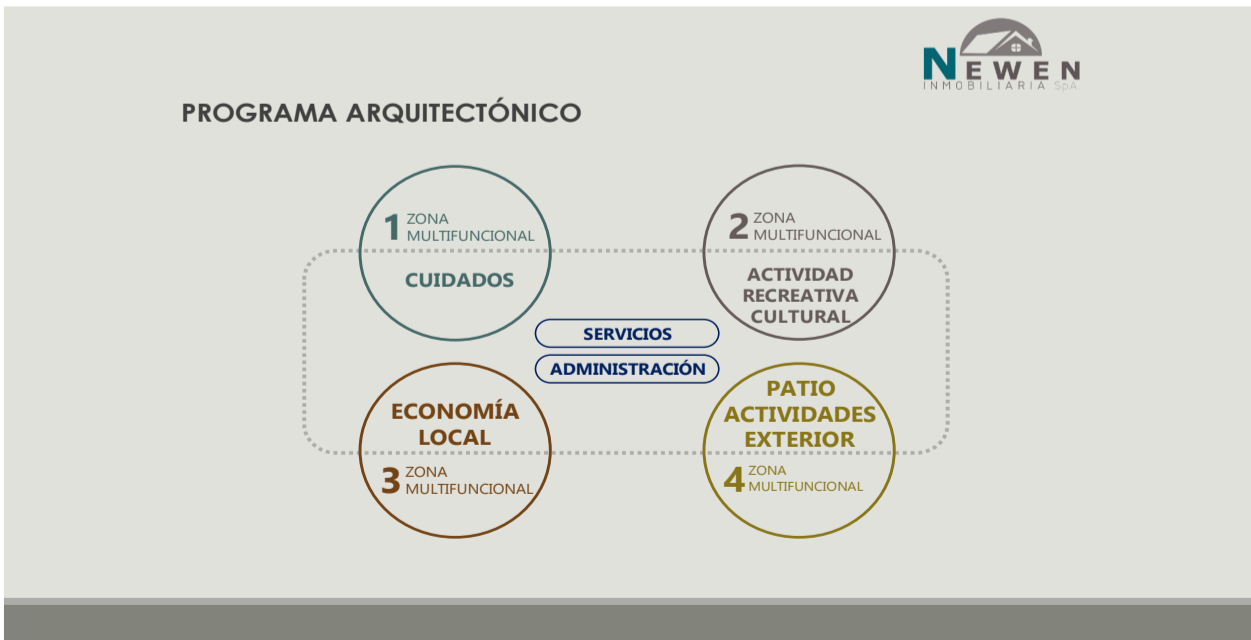 NEWEN
INMOBILIARIA SpA
PROGRAMA ARQUITECTÓNICO
1 ZONA
MULTIFUNCIONAL
CUIDADOS
2 ZONA
MULTIFUNCIONAL
ACTIVIDAD
RECREATIVA
CULTURAL
SERVICIOS
ADMINISTRACIÓN
ECONOMÍA
LOCAL
3 ZONA
MULTIFUNCIONAL
PATIO
ACTIVIDADES
EXTERIOR
4 ZONA
MULTIFUNCIONAL